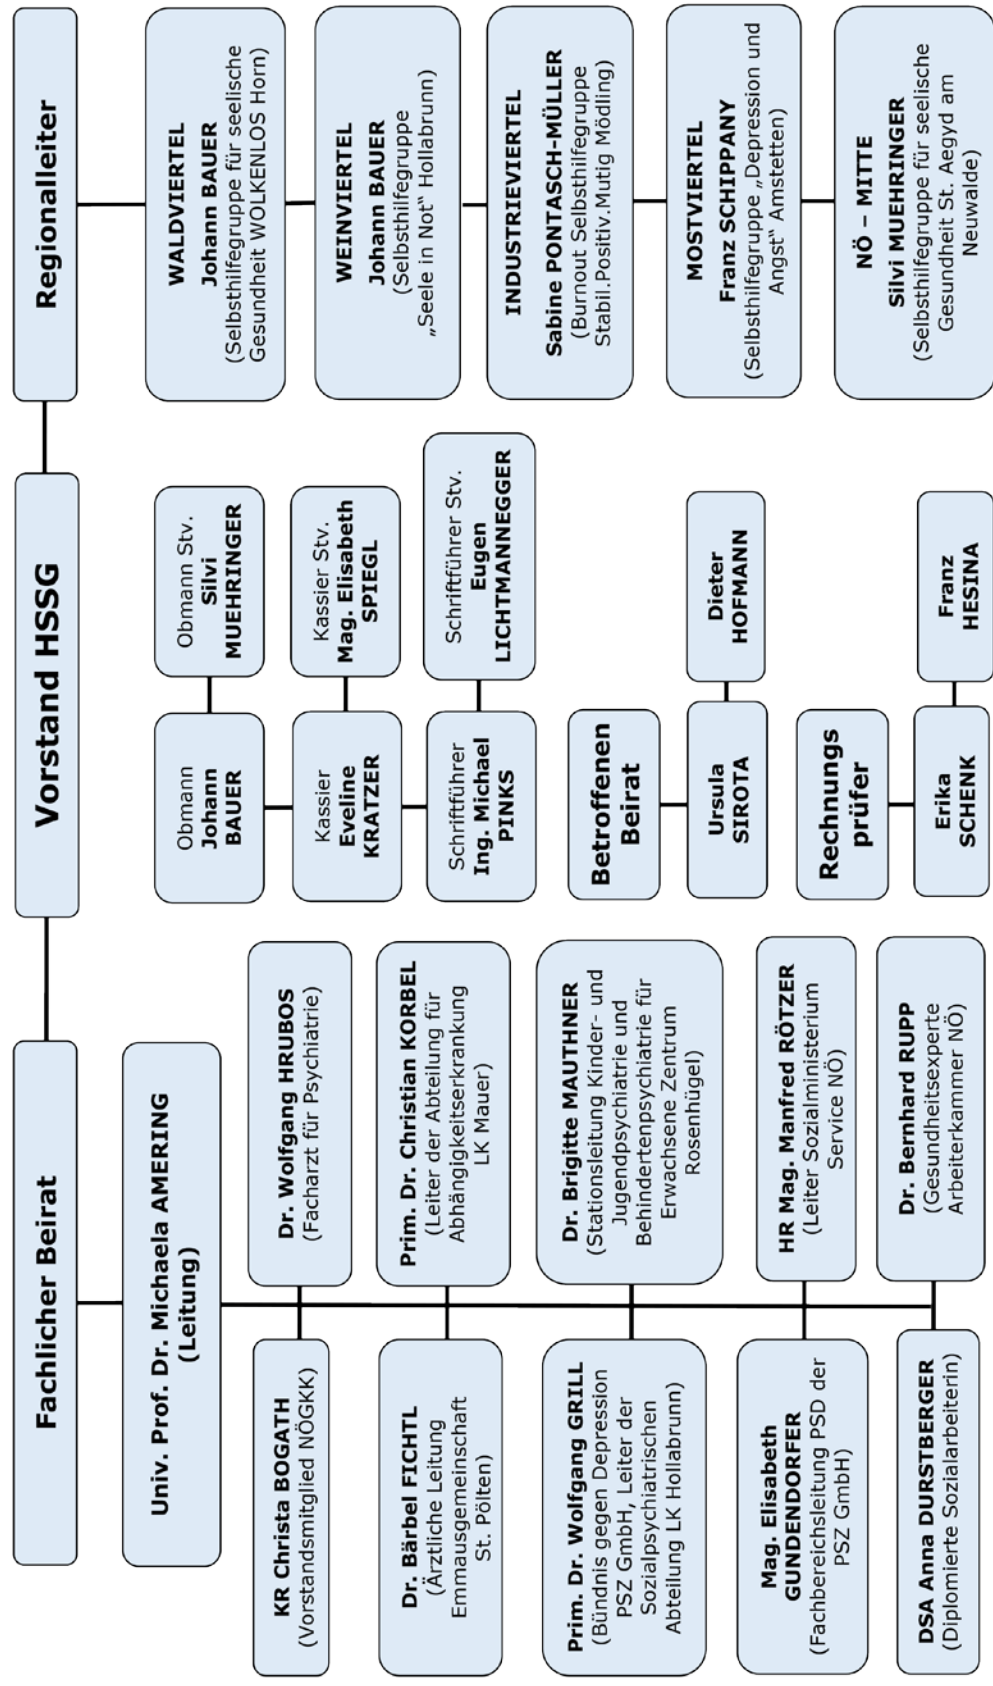 Fachlicher Beirat
Univ. Prof. Dr. Michaela AMERING
(Leitung)
KR Christa BOGATH
(Vorstandsmitglied NÖGKK)
Dr. Wolfgang HRUBOS
(Facharzt für Psychiatrie)
Dr. Bärbel FICHTL
(Ärztliche Leitung
Emmausgemeinschaft
St. Pölten)
Prim. Dr. Christian KORBEL
(Leiter der Abteilung für
Abhängigkeitserkrankung
LK Mauer)
Prim. Dr. Wolfgang GRILL
(Bündnis gegen Depression
PSZ GmbH, Leiter der
Sozialpsychiatrischen
Abteilung LK Hollabrunn)
Dr. Brigitte MAUTHNER
(Stationsleitung Kinder- und
Jugendpsychiatrie und
Behindertenpsychiatrie für
Erwachsene Zentrum
Rosenhügel)
Mag. Elisabeth
GUNDENDORFER
(Fachbereichsleitung PSD der
PSZ GmbH)
HR Mag. Manfred RÖTZER
(Leiter Sozialministerium
Service NÖ)
DSA Anna DURSTBERGER
(Diplomierte Sozialarbeiterin)
Dr. Bernhard RUPP
(Gesundheitsexperte
Arbeiterkammer NÖ)
Vorstand HSSG
Obmann
Johann
BAUER
Obmann Stv.
Silvi
MUEHRINGER
Kassier
Eveline
KRATZER
Kassier Stv.
Mag. Elisabeth
SPIEGL
Schriftführer
Ing. Michael
PINKS
Schriftführer Stv.
Eugen
LICHTMANNEGGER
Betroffenen
Beirat
Ursula
SIROTA
Dieter
HOFMANN
Rechnungs
prüfer
Erika
SCHENK
Franz
HESINA
Regionalleiter
WALDVIERTEL
Johann BAUER
(Selbsthilfegruppe für seelische
Gesundheit WOLKENLOS Horn)
WEINVIERTEL
Johann BAUER
(Selbsthilfegruppe
„Seele in Not" Hollabrunn)
INDUSTRIEVIERTEL
Sabine PONTASCH-MÜLLER
(Burnout Selbsthilfegruppe
Stabil.Positiv.Mutig Mödling)
MOSTVIERTEL
Franz SCHIPPANY
(Selbsthilfegruppe „Depression und
Angst" Amstetten)
NÖ – MITTE
Silvi MUEHRINGER
(Selbsthilfegruppe für seelische
Gesundheit St. Aegyd am
Neuwalde)